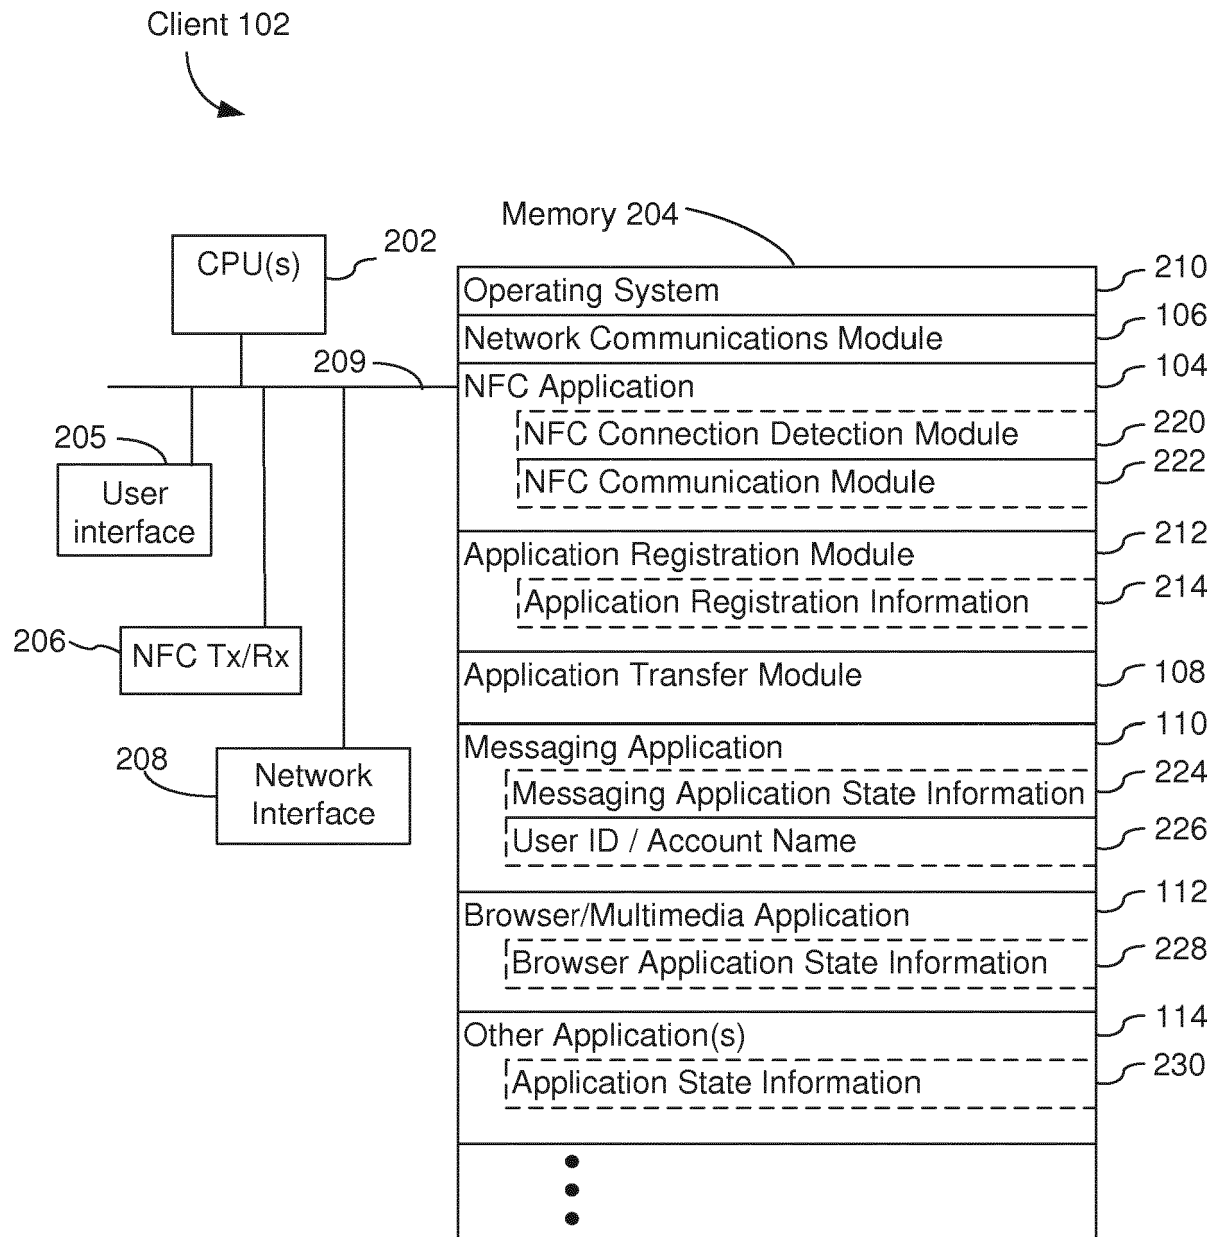 Client 102
Memory 204
CPU(s)
202
209
205
User
interface
206
NFC Tx/Rx
208
Network
Interface
Operating System
210
Network Communications Module
106
NFC Application
104
NFC Connection Detection Module
220
NFC Communication Module
222
Application Registration Module
212
Application Registration Information
214
Application Transfer Module
108
Messaging Application
110
Messaging Application State Information
224
User ID / Account Name
226
Browser/Multimedia Application
112
Browser Application State Information
228
Other Application(s)
114
Application State Information
230